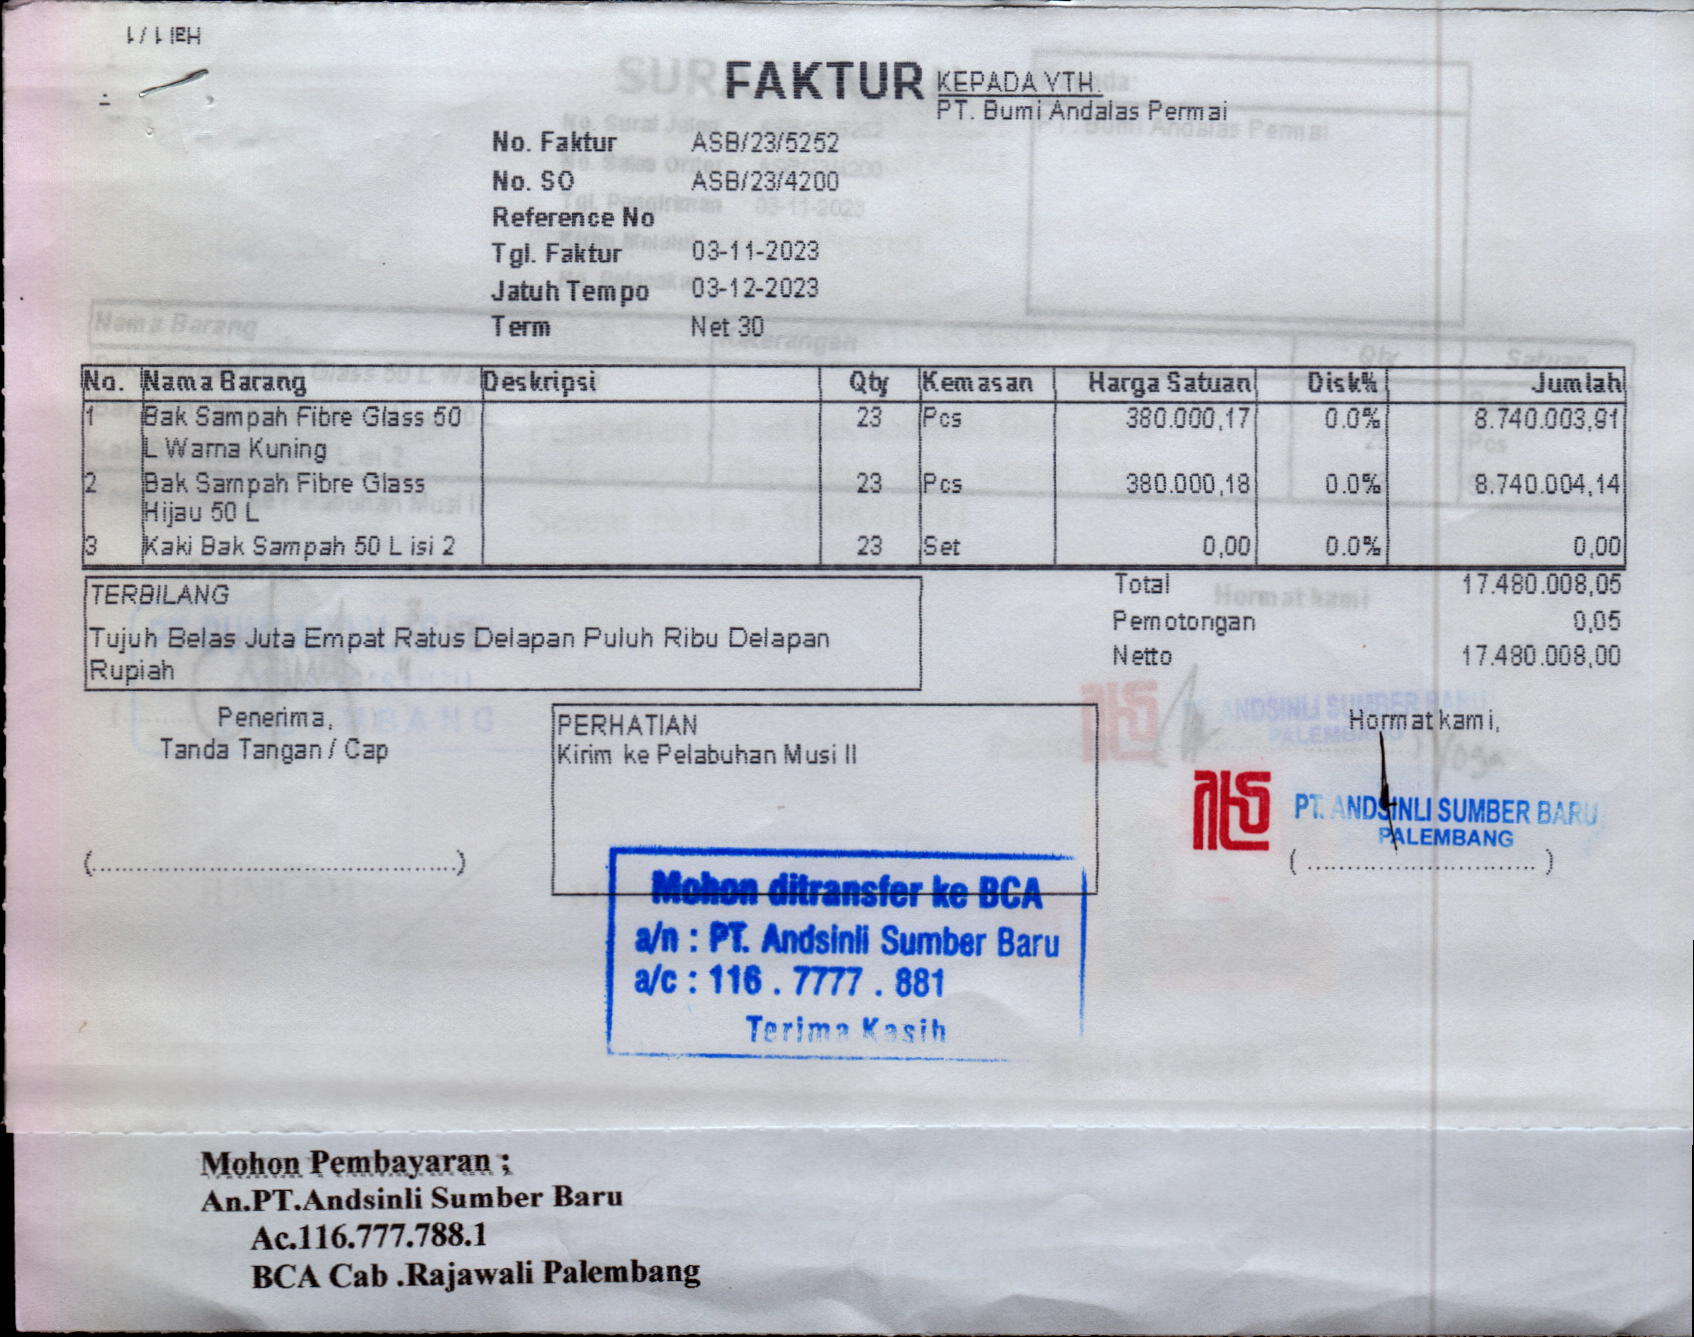 Hal 1 / 1
FAKTUR
KEPADA YTH.
PT. Bumi Andalas Permai
No. Faktur ASB/23/5252
No. SO ASB/23/4200
Reference No
Tgl. Faktur 03-11-2023
Jatuh Tempo 03-12-2023
Term Net 30
No. Nama Barang Deskripsi Qty Kemasan Harga Satuan Disk% Jumlah
1 Bak Sampah Fibre Glass 50 23 Pcs 380.000,17 0.0% 8.740.003,91
L Warna Kuning
2 Bak Sampah Fibre Glass 23 Pcs 380.000,18 0.0% 8.740.004,14
Hijau 50 L
3 Kaki Bak Sampah 50 L isi 2 23 Set 0,00 0.0% 0,00
TERBILANG
Tujuh Belas Juta Empat Ratus Delapan Puluh Ribu Delapan
Rupiah
Total 17.480.008,05
Pemotongan 0,05
Netto 17.480.008,00
Penerima,
Tanda Tangan / Cap
(..........................................)
PERHATIAN
Kirim ke Pelabuhan Musi II
Hormat kami,
PT. ANDSINLI SUMBER BARU
PALEMBANG
( .................................. )
Mohon ditransfer ke BCA
a/n : PT. Andsinli Sumber Baru
a/c : 116 . 7777 . 881
Terima Kasih
Mohon Pembayaran ;
An.PT.Andsinli Sumber Baru
Ac.116.777.788.1
BCA Cab .Rajawali Palembang